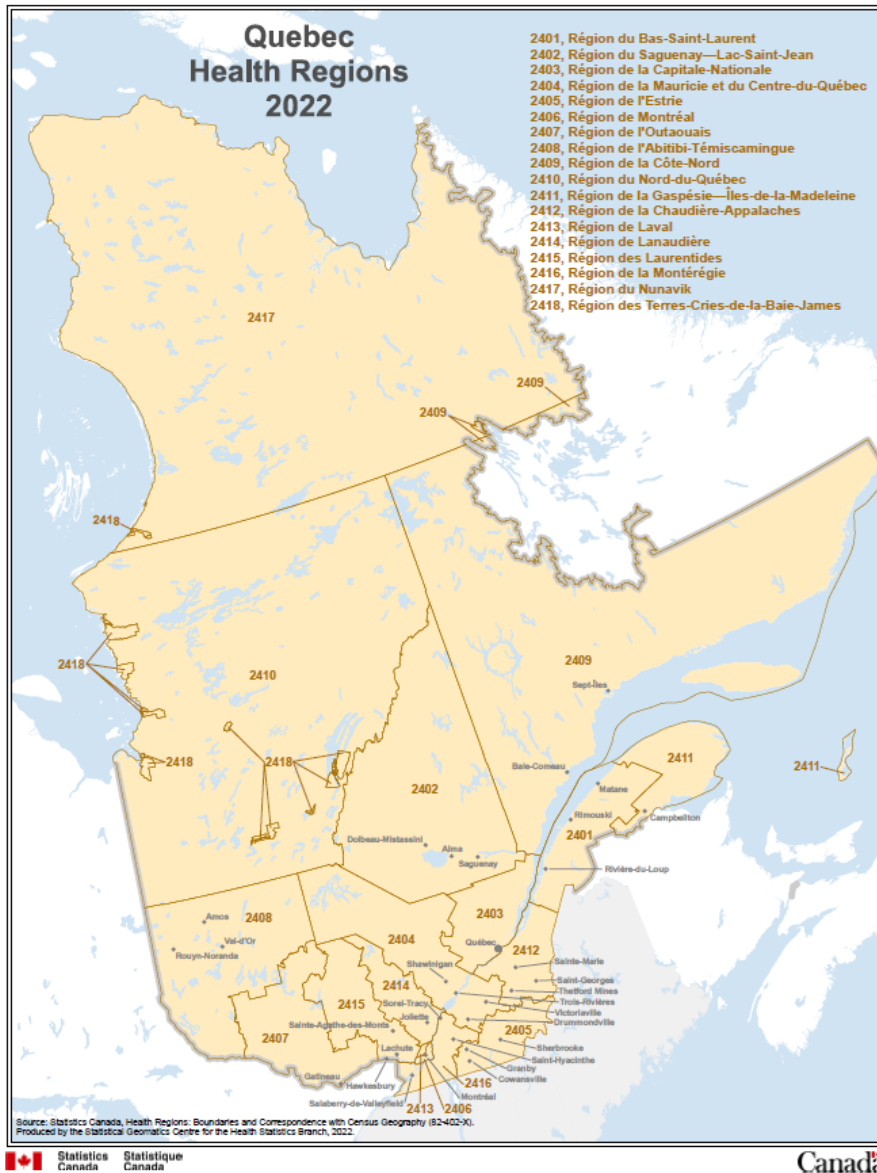 Quebec
Health Regions
2022
2401, Région du Bas-Saint-Laurent
2402, Région du Saguenay—Lac-Saint-Jean
2403, Région de la Capitale-Nationale
2404, Région de la Mauricie et du Centre-du-Québec
2405, Région de l'Estrie
2406, Région de Montréal
2407, Région de l'Outaouais
2408, Région de l'Abitibi-Témiscamingue
2409, Région de la Côte-Nord
2410, Région du Nord-du-Québec
2411, Région de la Gaspésie—Îles-de-la-Madeleine
2412, Région de la Chaudière-Appalaches
2413, Région de Laval
2414, Région de Lanaudière
2415, Région des Laurentides
2416, Région de la Montérégie
2417, Région du Nunavik
2418, Région des Terres-Cries-de-la-Baie-James
2417
2409
2409
2418
2418
2410
2409
Sept-Îles
2418
2418
2411
2411
Baie-Comeau
2402
Matane
Rimouski
Campbellton
2401
Dolbeau-Mistassini
Alma
Saguenay
Rivière-du-Loup
2408
2403
Amos
2404
Val-d'Or
Québec
Rouyn-Noranda
2412
Shawinigan
Sainte-Marie
2414
Saint-Georges
Thetford Mines
2415
Sorel-Tracy
Trois-Rivières
Victoriaville
Joliette
Drummondville
Sainte-Agathe-des-Monts
2405
2407
Sherbrooke
Lachute
Saint-Hyacinthe
Granby
Gatineau
Cowansville
Hawkesbury
2416
Montréal
Salaberry-de-Valleyfield
2413
2406
Source: Statistics Canada, Health Regions: Boundaries and Correspondence with Census Geography (82-402-X).
Produced by the Statistical Geomatics Centre for the Health Statistics Branch, 2022.
Statistics Statistique
Canada Canada
Canada